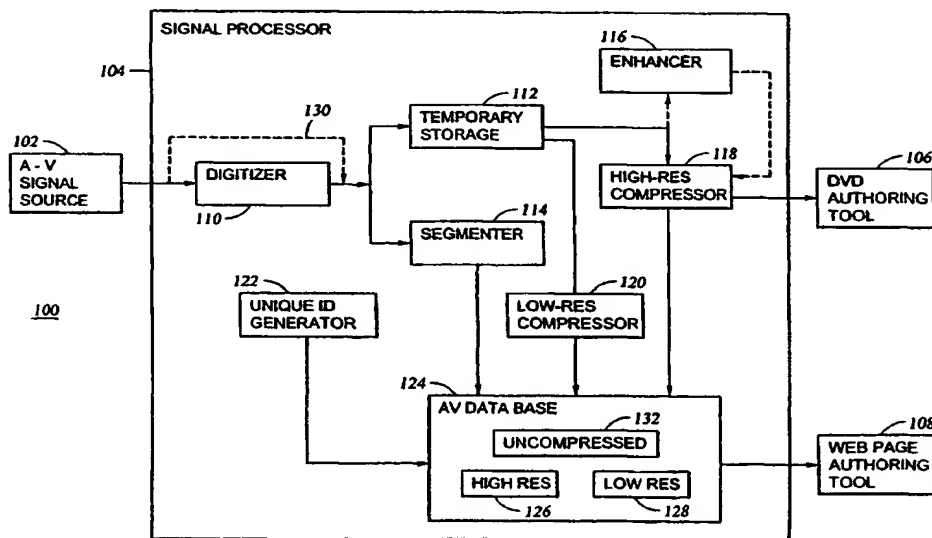 SIGNAL PROCESSOR
104
116
ENHANCER
130
112
TEMPORARY
STORAGE
102
A - V
SIGNAL
SOURCE
DIGITIZER
110
118
HIGH-RES
COMPRESSOR
106
DVD
AUTHORING
TOOL
114
SEGMENTER
122
UNIQUE ID
GENERATOR
120
LOW-RES
COMPRESSOR
100
124
AV DATA BASE
132
UNCOMPRESSED
HIGH RES
126
LOW RES
128
108
WEB PAGE
AUTHORING
TOOL